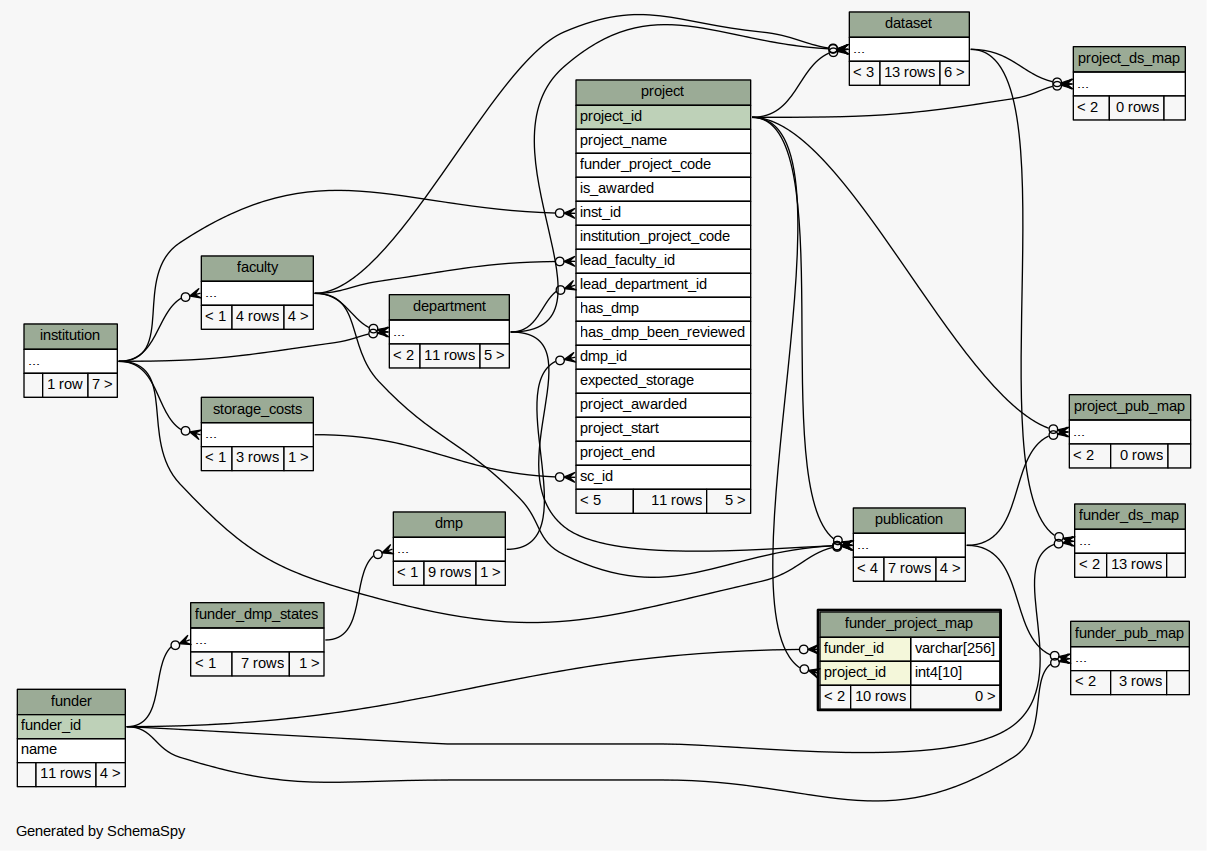 dataset
...
< 3 13 rows 6 >
project_ds_map
...
< 2 0 rows
project
project_id
project_name
funder_project_code
is_awarded
inst_id
institution_project_code
lead_faculty_id
lead_department_id
has_dmp
has_dmp_been_reviewed
dmp_id
expected_storage
project_awarded
project_start
project_end
sc_id
< 5 11 rows 5 >
faculty
...
< 1 4 rows 4 >
department
...
< 2 11 rows 5 >
institution
...
1 row 7 >
storage_costs
...
< 1 3 rows 1 >
project_pub_map
...
< 2 0 rows
dmp
...
< 1 9 rows 1 >
publication
...
< 4 7 rows 4 >
funder_ds_map
...
< 2 13 rows
funder_dmp_states
...
< 1 7 rows 1 >
funder_project_map
funder_id varchar[256]
project_id int4[10]
< 2 10 rows 0 >
funder_pub_map
...
< 2 3 rows
funder
funder_id
name
11 rows 4 >
Generated by SchemaSpy